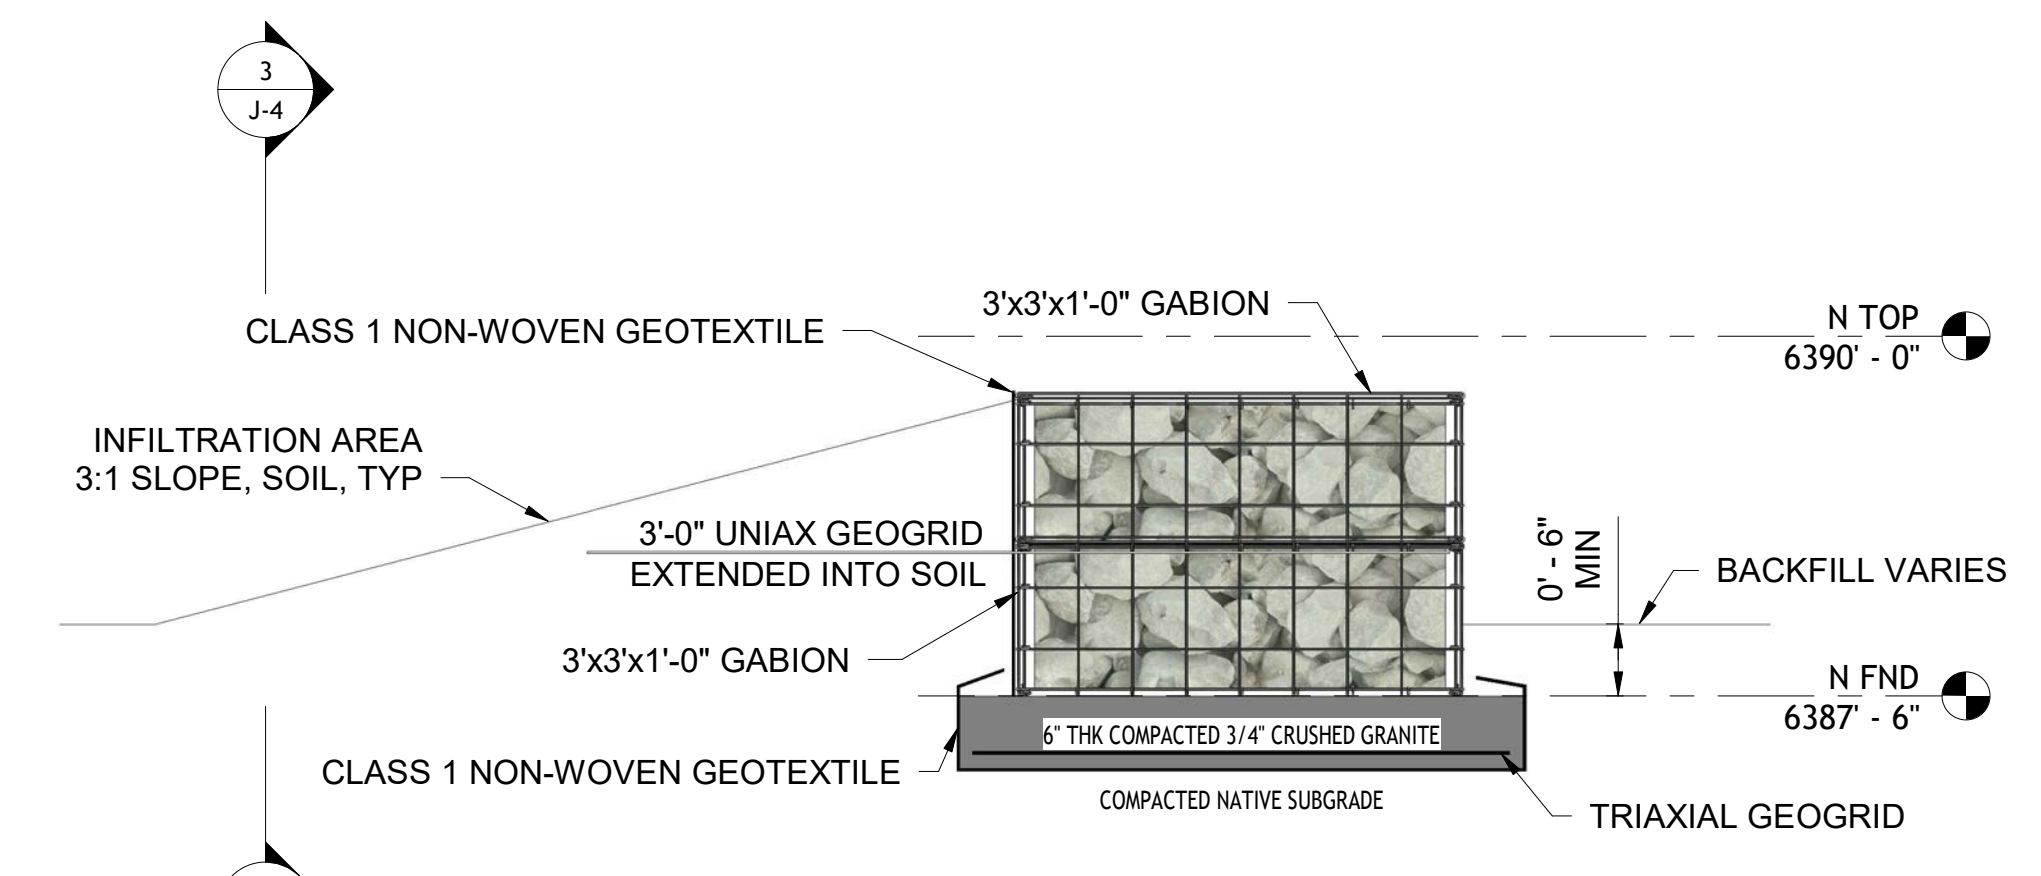 3
J-4
3'x3'x1'-0" GABION
CLASS 1 NON-WOVEN GEOTEXTILE
N TOP
6390' - 0"
INFILTRATION AREA
3:1 SLOPE, SOIL, TYP
3'-0" UNIAX GEOGRID
EXTENDED INTO SOIL
0' - 6"
MIN
BACKFILL VARIES
3'x3'x1'-0" GABION
N FND
6387' - 6"
6" THK COMPACTED 3/4" CRUSHED GRANITE
CLASS 1 NON-WOVEN GEOTEXTILE
COMPACTED NATIVE SUBGRADE
TRIAXIAL GEOGRID